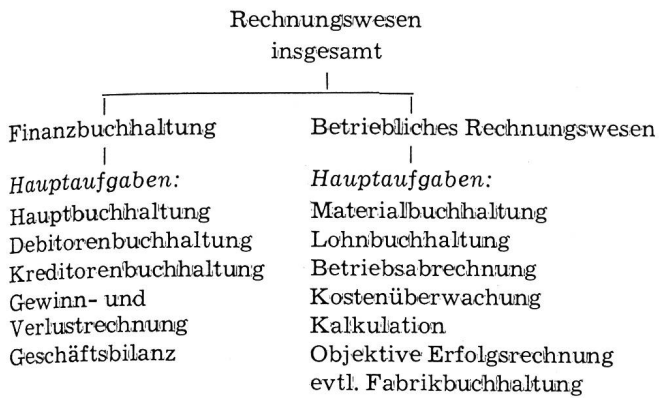 Rechnungswesen
insgesamt
Finanzbuchhaltung
Betriebliches Rechnungswesen
Hauptaufgaben:
Hauptbuchhaltung
Debitorenbuchhaltung
Kreditorenbuchhaltung
Gewinn- und
Verlustrechnung
Geschäftsbilanz
Hauptaufgaben:
Materialbuchhaltung
Lohnbuchhaltung
Betriebsabrechnung
Kostenüberwachung
Kalkulation
Objektive Erfolgsrechnung
evtl. Fabrikbuchhaltung